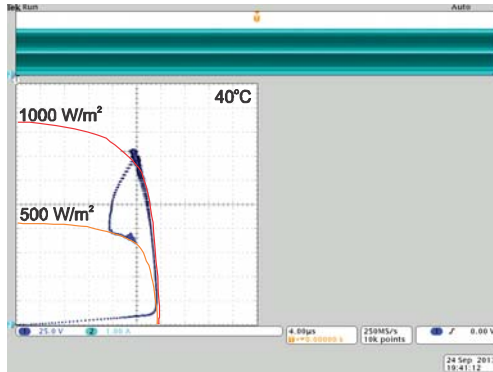 Tek Run
Auto
40°C
1000 W/m²
500 W/m²
1 25.0 V 2 1.00 A
4.00µs
250MS/s
10k points
1 0.00 V
24 Sep 2013
19:41:12